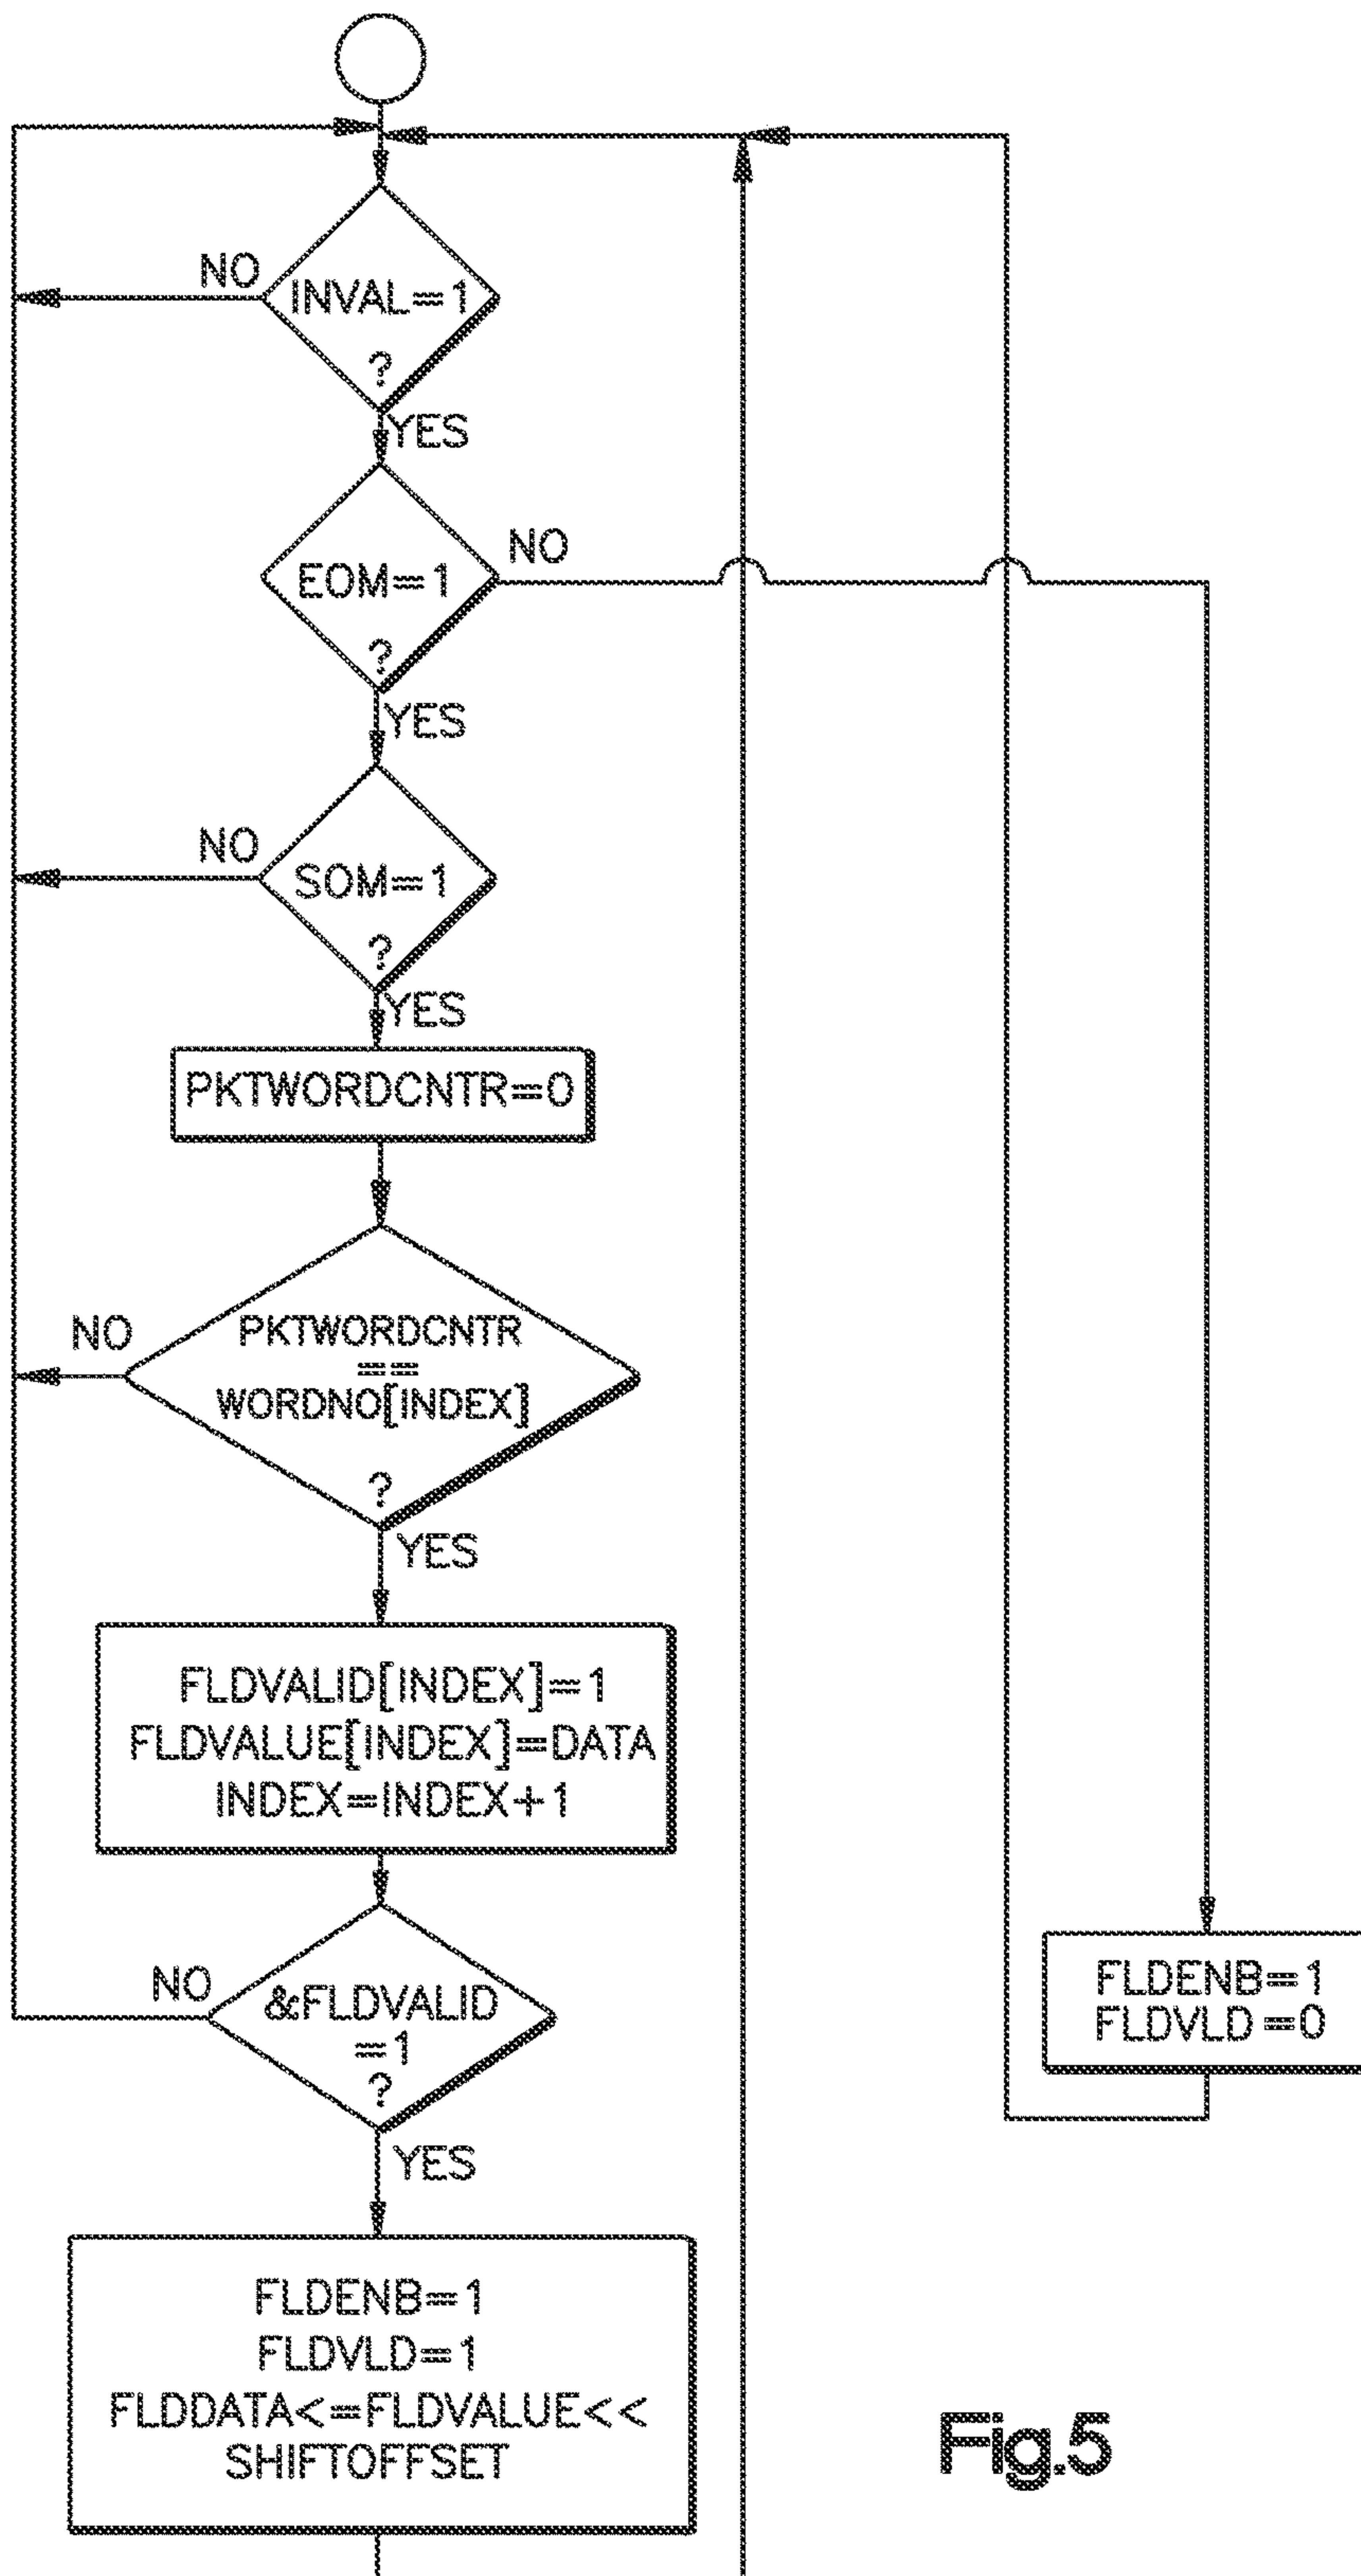 NO
INVAL=1
?
YES
NO
EOM=1
?
YES
NO
SOM=1
?
YES
PKTWORDCNTR=0
NO
PKTWORDCNTR
==
WORDNO[INDEX]
?
YES
FLDVALID[INDEX]=1
FLDVALUE[INDEX]=DATA
INDEX=INDEX+1
NO
&FLDVALID
=1
?
YES
FLDENB=1
FLDVLD=0
FLDENB=1
FLDVLD=1
FLDDATA<=FLDVALUE<<
SHIFTOFFSET
Fig.5